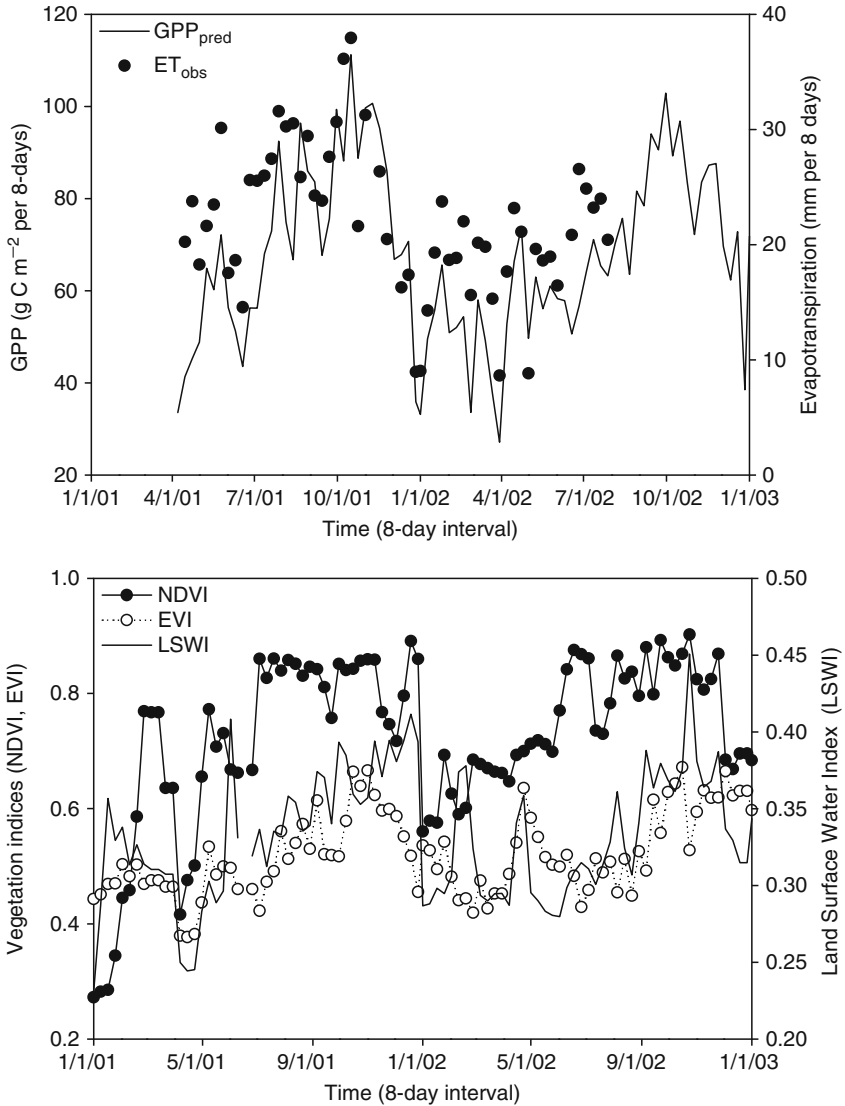 120
100
80
60
40
20
GPP (g C m⁻² per 8-days)
GPPpred
ETobs
40
30
20
10
0
Evapotranspiration (mm per 8 days)
1/1/01 4/1/01 7/1/01 10/1/01 1/1/02 4/1/02 7/1/02 10/1/02 1/1/03
Time (8-day interval)
1.0
0.8
0.6
0.4
0.2
Vegetation indices (NDVI, EVI)
NDVI
EVI
LSWI
0.50
0.45
0.40
0.35
0.30
0.25
0.20
Land Surface Water Index (LSWI)
1/1/01 5/1/01 9/1/01 1/1/02 5/1/02 9/1/02 1/1/03
Time (8-day interval)